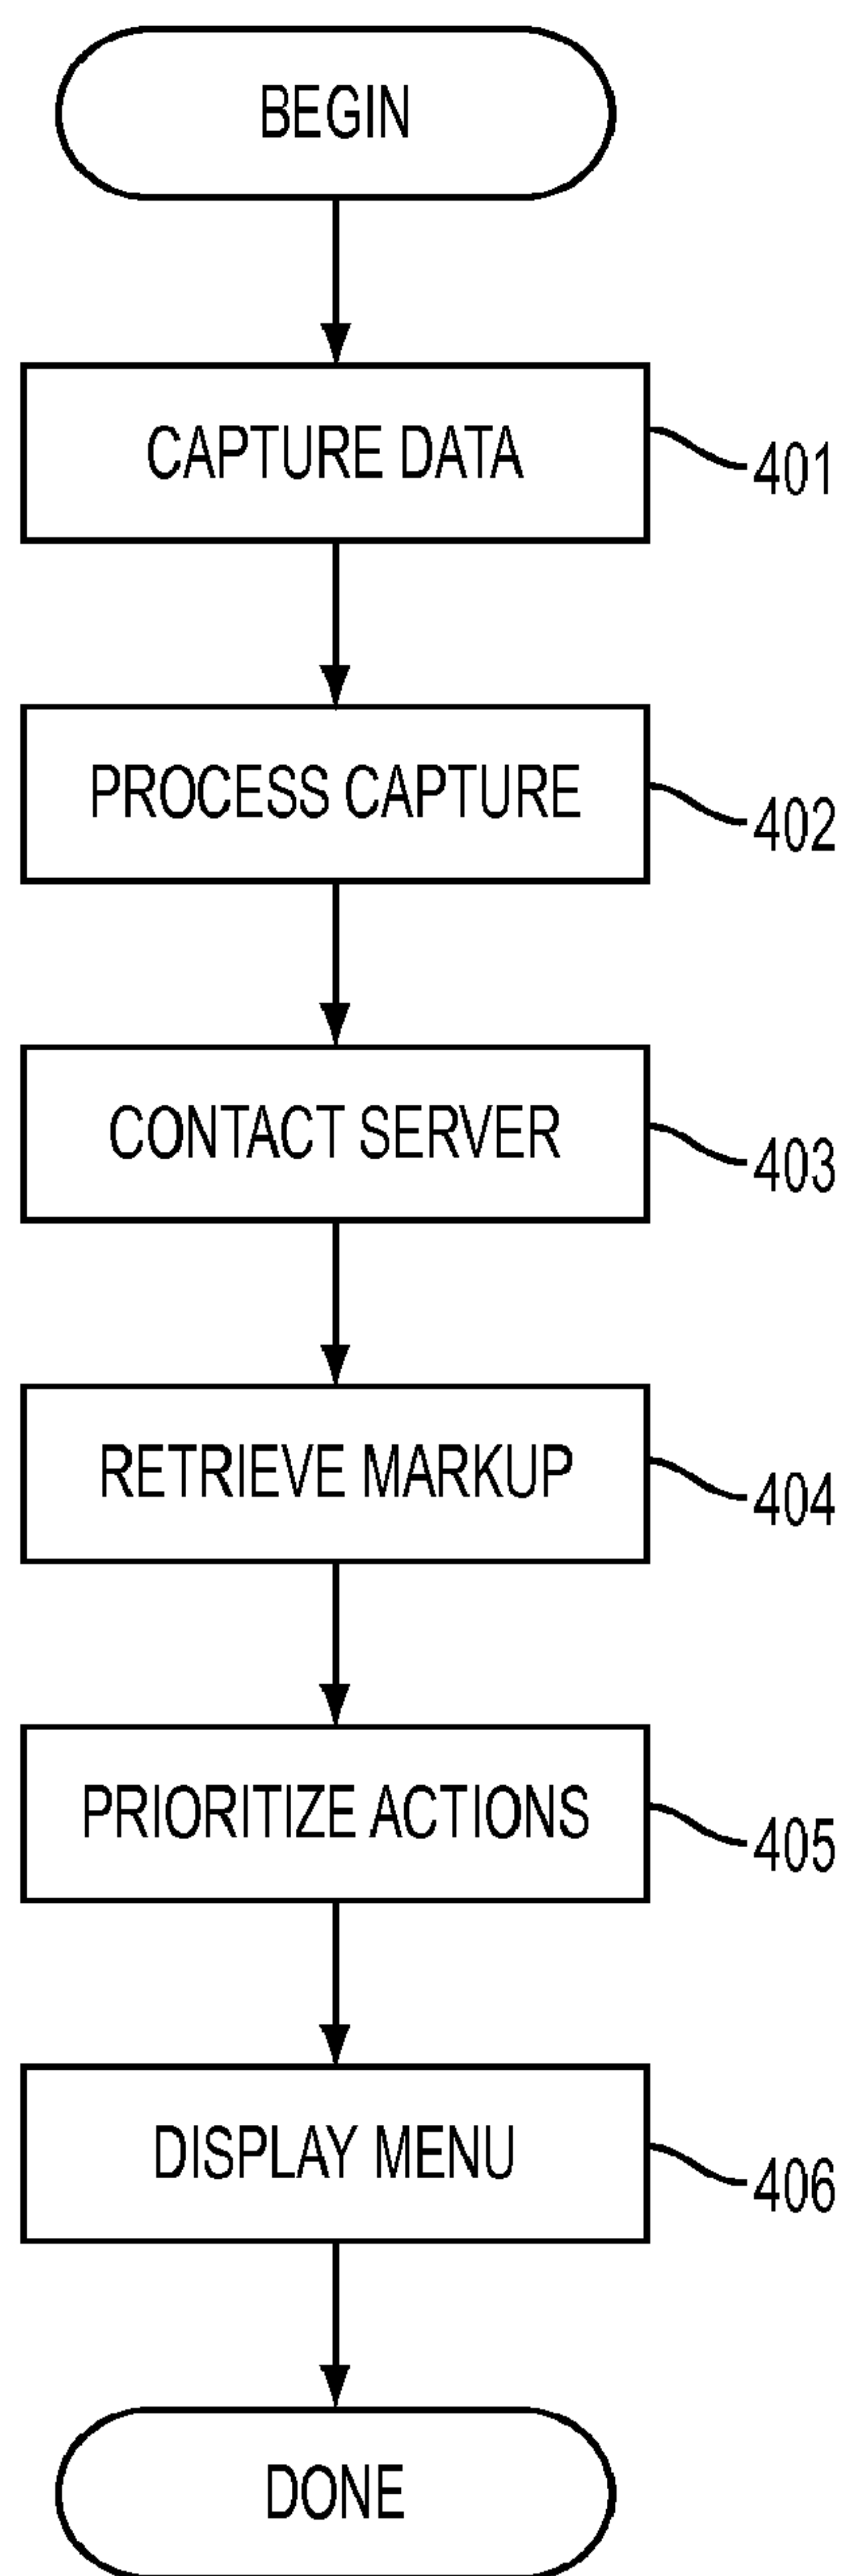 BEGIN
CAPTURE DATA
401
PROCESS CAPTURE
402
CONTACT SERVER
403
RETRIEVE MARKUP
404
PRIORITIZE ACTIONS
405
DISPLAY MENU
406
DONE